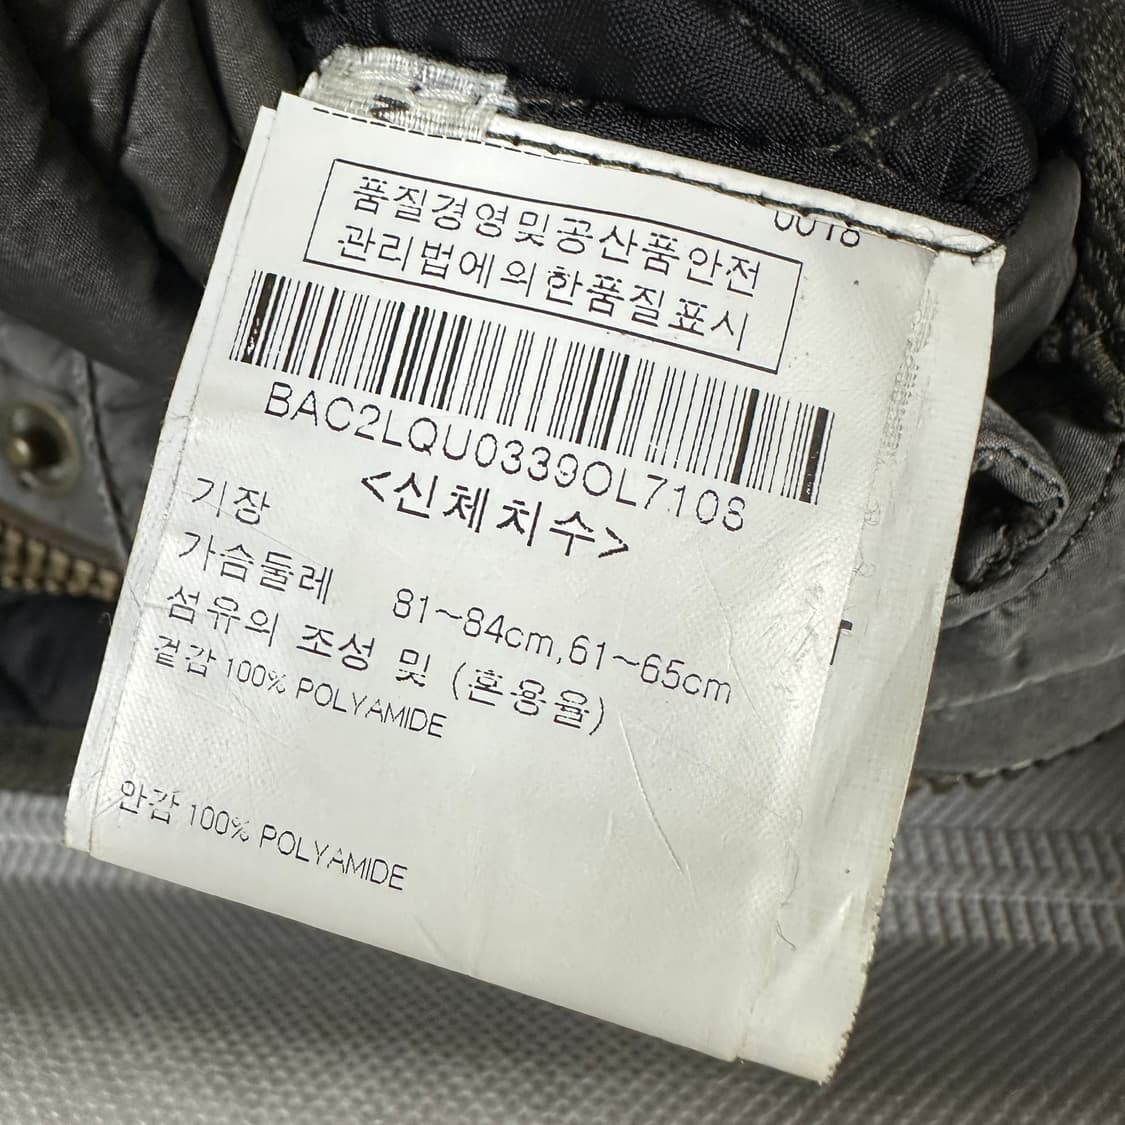 품질경영및공산품안전
관리법에의한품질표시
BAC2LQU0339OL710S
<신체치수>
기장
가슴둘레 81~84cm,61~65cm
섬유의 조성 및 (혼용율)
겉감 100% POLYAMIDE
안감 100% POLYAMIDE